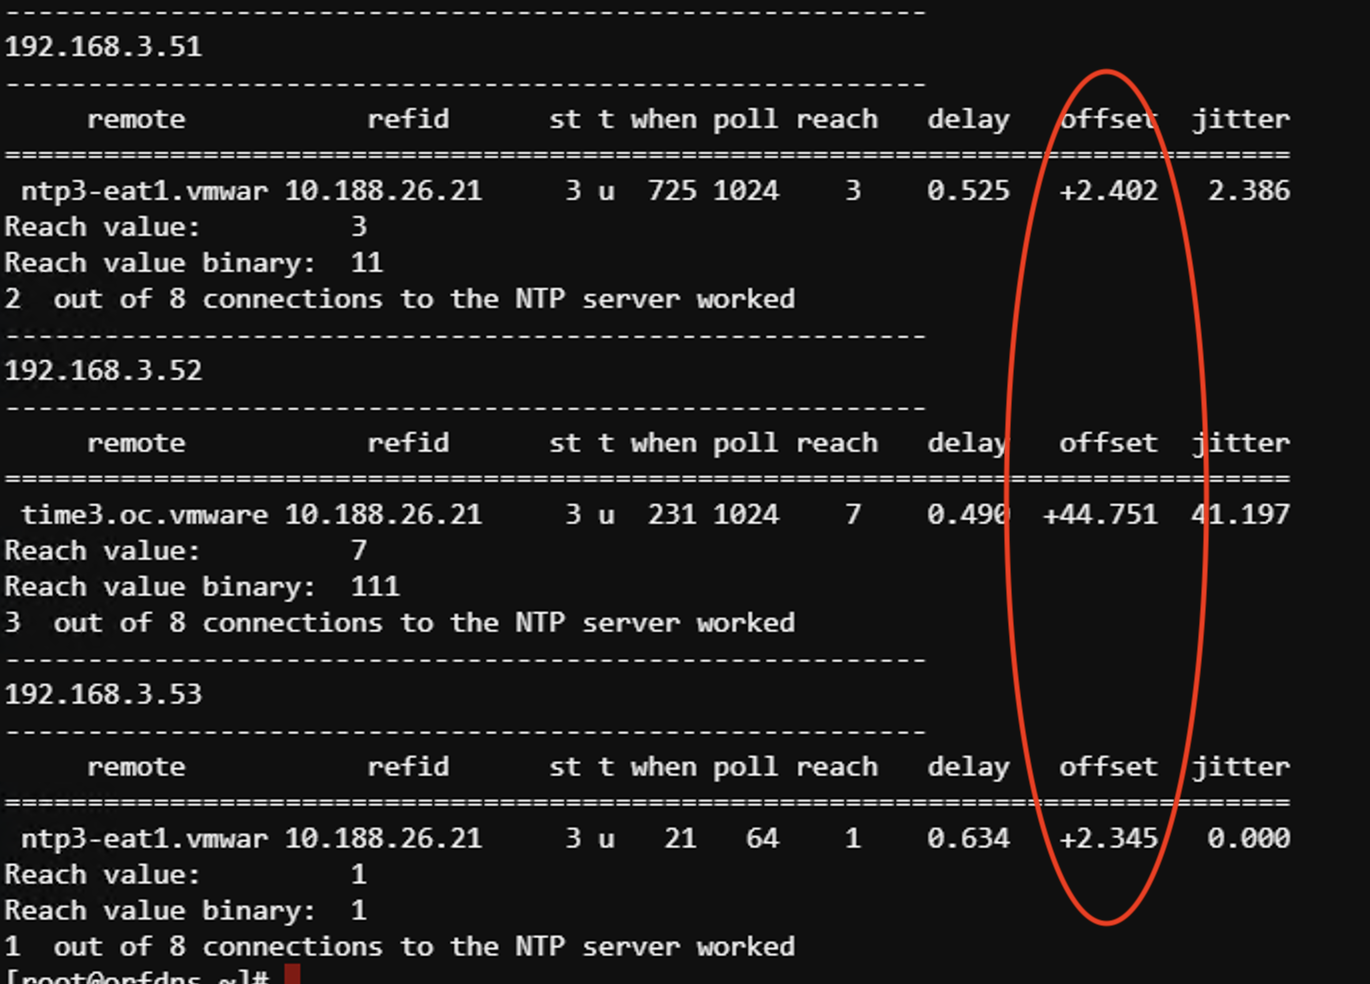 ------------------------------------------------------------
192.168.3.51
------------------------------------------------------------
     remote           refid      st t when poll reach   delay   offset  jitter
==============================================================================
 ntp3-eat1.vmwar 10.188.26.21     3 u  725 1024    3    0.525   +2.402   2.386
Reach value:         3
Reach value binary:  11
2  out of 8 connections to the NTP server worked
------------------------------------------------------------
192.168.3.52
------------------------------------------------------------
     remote           refid      st t when poll reach   delay   offset  jitter
==============================================================================
 time3.oc.vmware 10.188.26.21     3 u  231 1024    7    0.490  +44.751  41.197
Reach value:         7
Reach value binary:  111
3  out of 8 connections to the NTP server worked
------------------------------------------------------------
192.168.3.53
------------------------------------------------------------
     remote           refid      st t when poll reach   delay   offset  jitter
==============================================================================
 ntp3-eat1.vmwar 10.188.26.21     3 u   21   64    1    0.634   +2.345   0.000
Reach value:         1
Reach value binary:  1
1  out of 8 connections to the NTP server worked
[root@prfdns ~]#